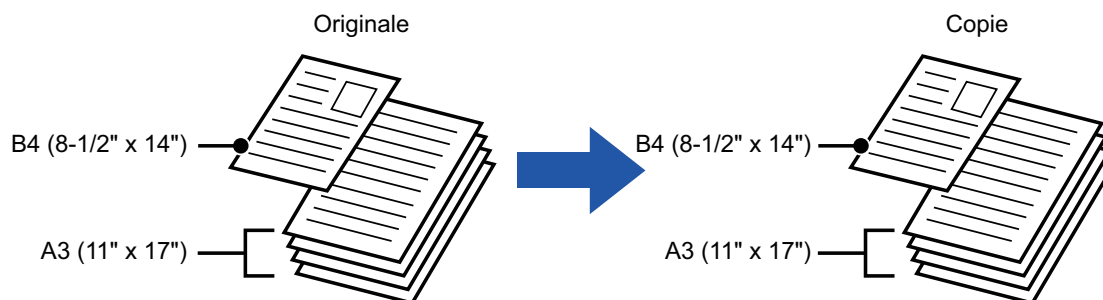 Originale
Copie
B4 (8-1/2" x 14")
B4 (8-1/2" x 14")
A3 (11" x 17")
A3 (11" x 17")